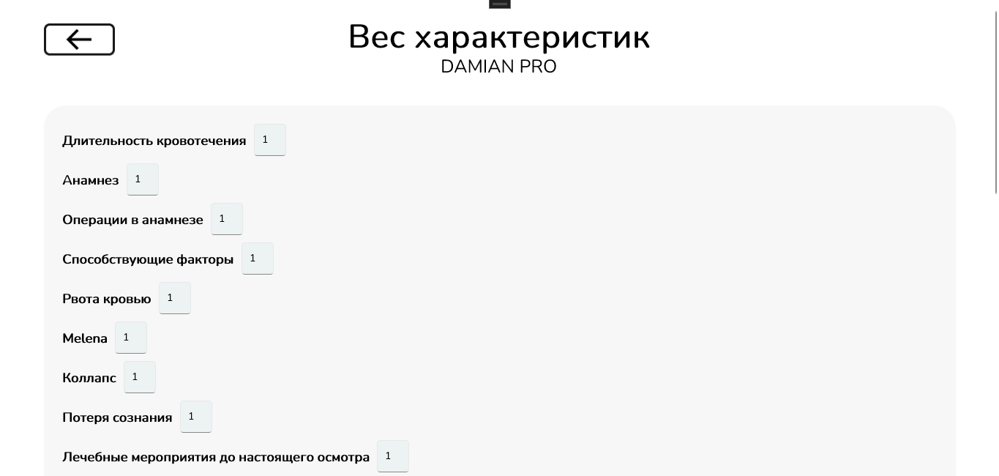 Вес характеристик
DAMIAN PRO
Длительность кровотечения 1
Анамнез 1
Операции в анамнезе 1
Способствующие факторы 1
Рвота кровью 1
Melena 1
Коллапс 1
Потеря сознания 1
Лечебные мероприятия до настоящего осмотра 1